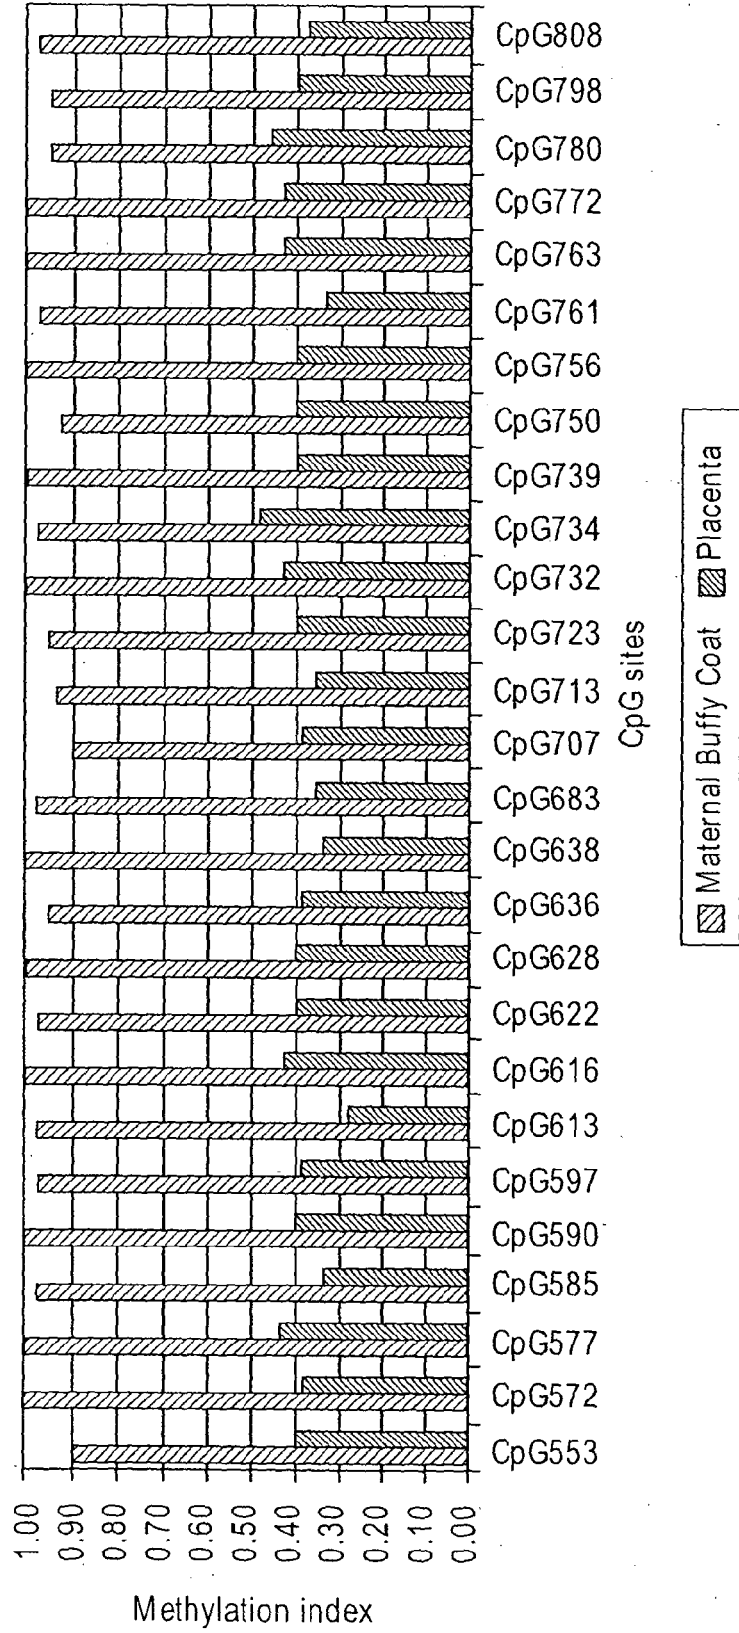 CpG808
CpG798
CpG780
CpG772
CpG763
CpG761
CpG756
CpG750
CpG739
CpG734
CpG732
CpG723
CpG713
CpG707
CpG683
CpG638
CpG636
CpG628
CpG622
CpG616
CpG613
CpG597
CpG590
CpG585
CpG577
CpG572
CpG553
CpG sites
Maternal Buffy Coat
Placenta
1.00
0.90
0.80
0.70
0.60
0.50
0.40
0.30
0.20
0.10
0.00
Methylation index